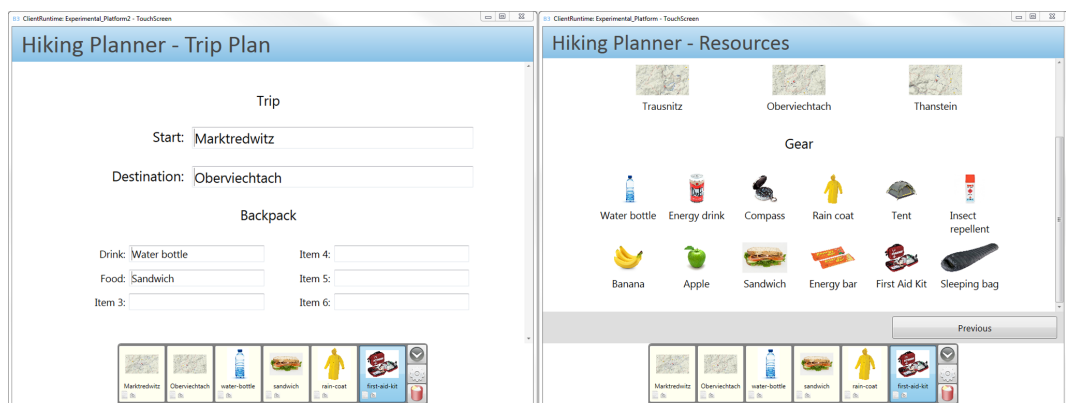 ClientRuntime: Experimental_Platform2 - TouchScreen
Hiking Planner - Trip Plan
Trip
Start: Marktredwitz
Destination: Oberviechtach
Backpack
Drink: Water bottle Item 4:
Food: Sandwich Item 5:
Item 3: Item 6:
Marktredwitz Oberviechtach water-bottle sandwich rain-coat first-aid-kit
ClientRuntime: Experimental_Platform - TouchScreen
Hiking Planner - Resources
Trausnitz Oberviechtach Thanstein
Gear
Water bottle Energy drink Compass Rain coat Tent Insect
repellent
Banana Apple Sandwich Energy bar First Aid Kit Sleeping bag
Previous
Marktredwitz Oberviechtach water-bottle sandwich rain-coat first-aid-kit